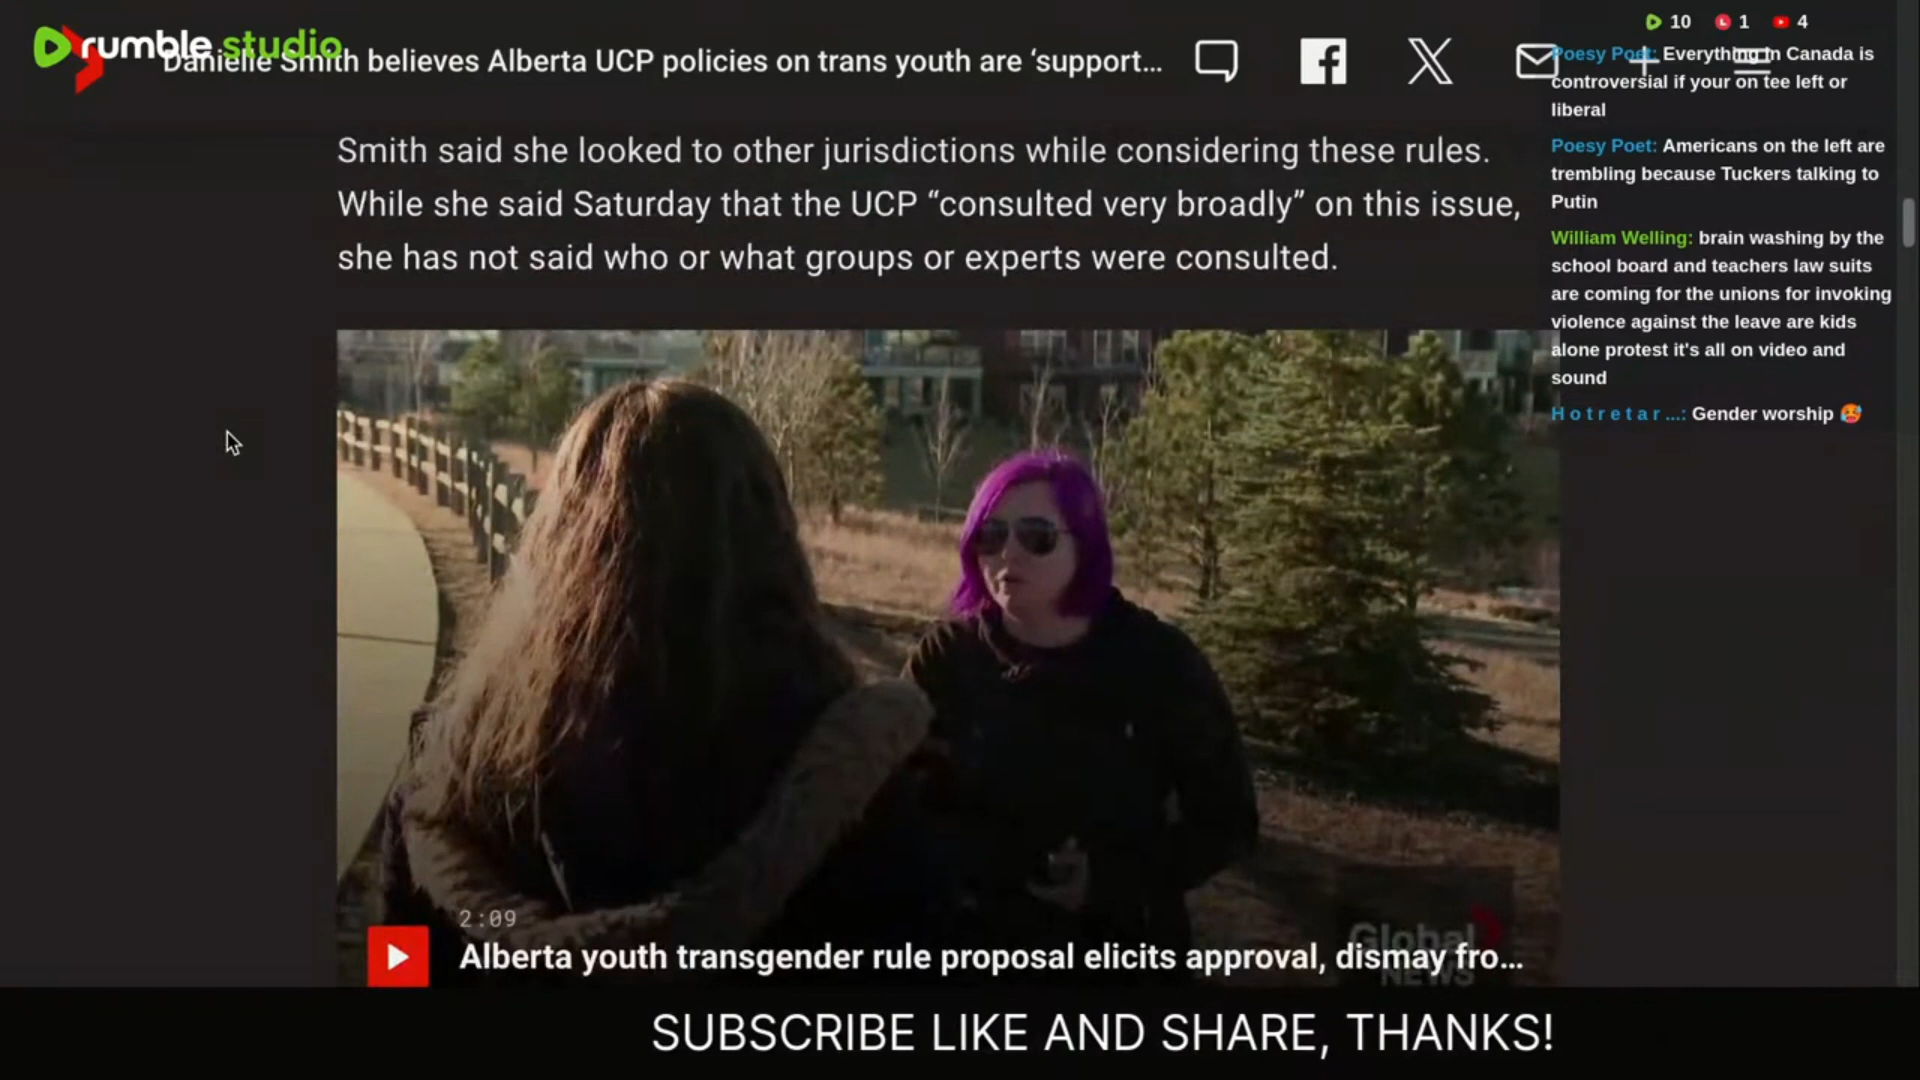 rumble studio
Danielle Smith believes Alberta UCP policies on trans youth are ‘support...
10 1 4
Smith said she looked to other jurisdictions while considering these rules.
While she said Saturday that the UCP “consulted very broadly” on this issue,
she has not said who or what groups or experts were consulted.
Poesy Poet: Everything in Canada is
controversial if your on tee left or
liberal
Poesy Poet: Americans on the left are
trembling because Tuckers talking to
Putin
William Welling: brain washing by the
school board and teachers law suits
are coming for the unions for invoking
violence against the leave are kids
alone protest it's all on video and
sound
H o t r e t a r ...: Gender worship 🥵
2:09
Alberta youth transgender rule proposal elicits approval, dismay fro...
Global
NEWS
SUBSCRIBE LIKE AND SHARE, THANKS!